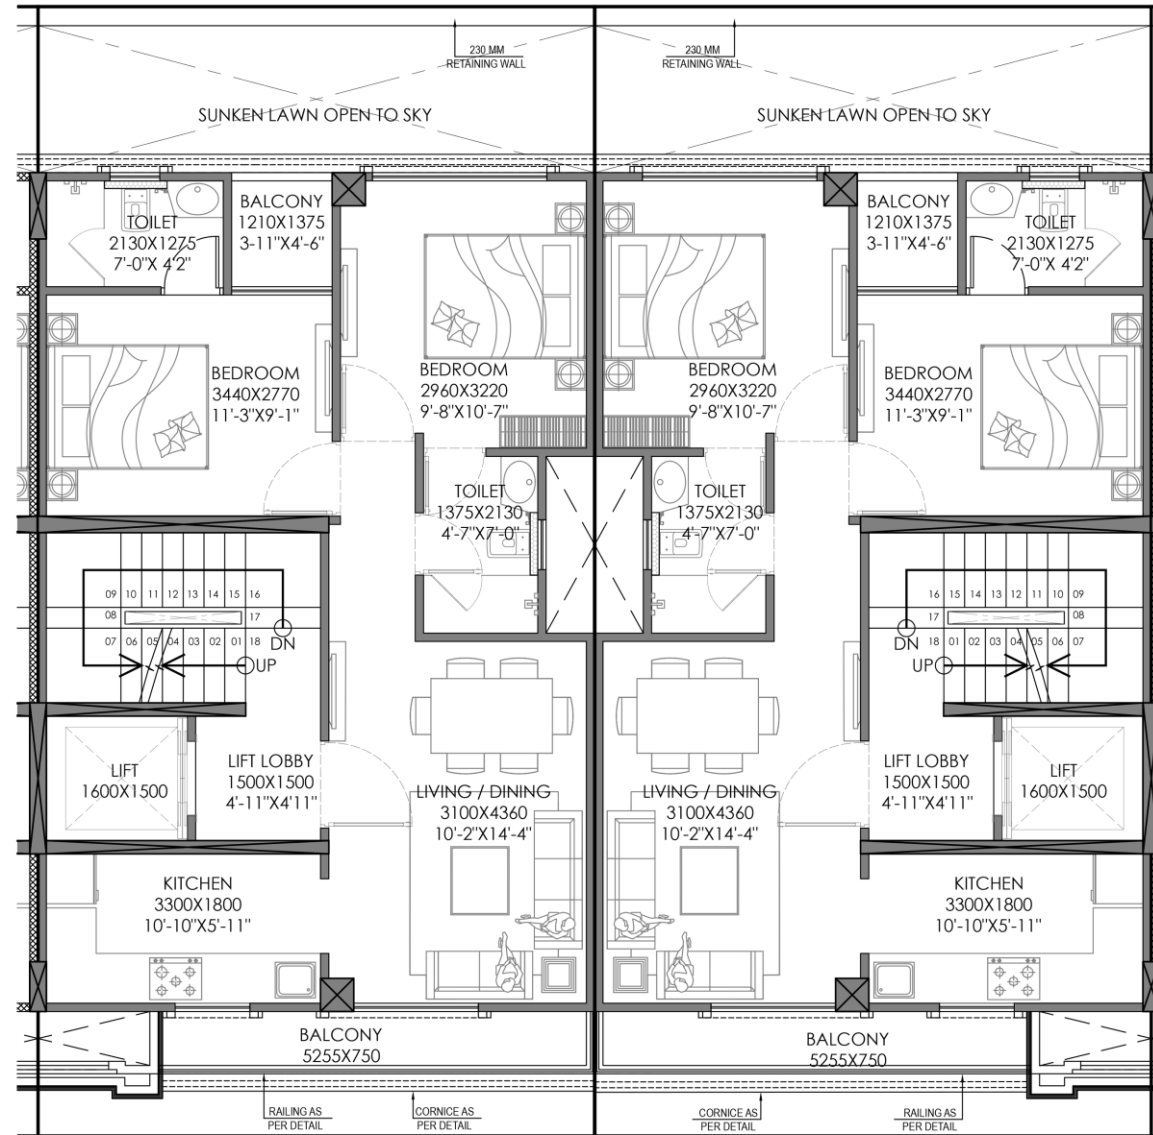 230 MM
RETAINING WALL
230 MM
RETAINING WALL
SUNKEN LAWN OPEN TO SKY
SUNKEN LAWN OPEN TO SKY
TOILET
2130X1275
7'-0"X 4'2"
BALCONY
1210X1375
3-11"X4'-6"
BALCONY
1210X1375
3-11"X4'-6"
TOILET
2130X1275
7'-0"X 4'2"
BEDROOM
3440X2770
11'-3"X9'-1"
BEDROOM
2960X3220
9'-8"X10'-7"
BEDROOM
2960X3220
9'-8"X10'-7"
BEDROOM
3440X2770
11'-3"X9'-1"
TOILET
1375X2130
4'-7"X7'-0"
TOILET
1375X2130
4'-7"X7'-0"
09 10 11 12 13 14 15 16
08 17
07 06 05 04 03 02 01 18
DN
UP
16 15 14 13 12 11 10 09
17 08
18 01 02 03 04 05 06 07
DN
UP
LIFT
1600X1500
LIFT LOBBY
1500X1500
4'-11"X4'11"
LIVING / DINING
3100X4360
10'-2"X14'-4"
LIVING / DINING
3100X4360
10'-2"X14'-4"
LIFT LOBBY
1500X1500
4'-11"X4'11"
LIFT
1600X1500
KITCHEN
3300X1800
10'-10"X5'-11"
KITCHEN
3300X1800
10'-10"X5'-11"
BALCONY
5255X750
BALCONY
5255X750
RAILING AS
PER DETAIL
CORNICE AS
PER DETAIL
CORNICE AS
PER DETAIL
RAILING AS
PER DETAIL